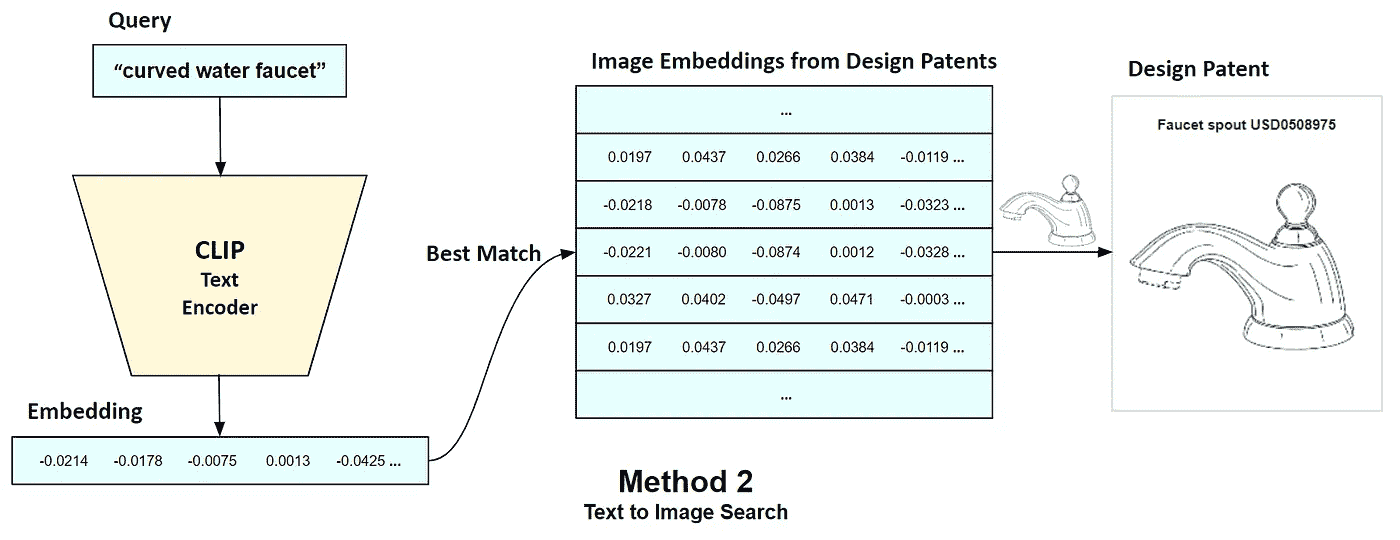 Query
“curved water faucet”
CLIP
Text
Encoder
Embedding
-0.0214 -0.0178 -0.0075 0.0013 -0.0425 ...
Best Match
Image Embeddings from Design Patents
...
0.0197 0.0437 0.0266 0.0384 -0.0119 ...
-0.0218 -0.0078 -0.0875 0.0013 -0.0323 ...
-0.0221 -0.0080 -0.0874 0.0012 -0.0328 ...
0.0327 0.0402 -0.0497 0.0471 -0.0003 ...
0.0197 0.0437 0.0266 0.0384 -0.0119 ...
...
Design Patent
Faucet spout USD0508975
Method 2
Text to Image Search